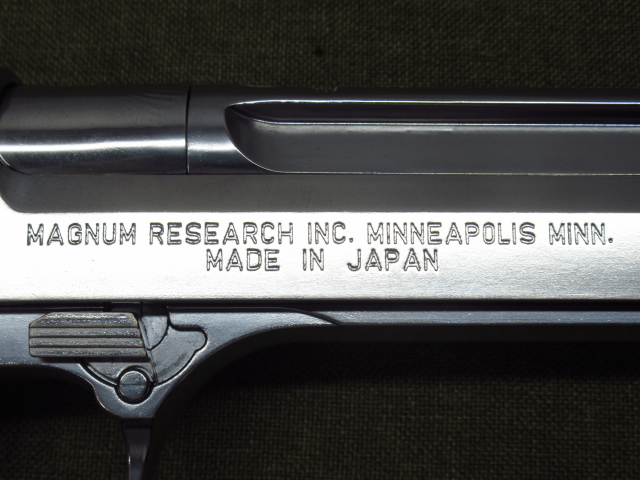 MAGNUM RESEARCH INC. MINNEAPOLIS MINN.
MADE IN JAPAN